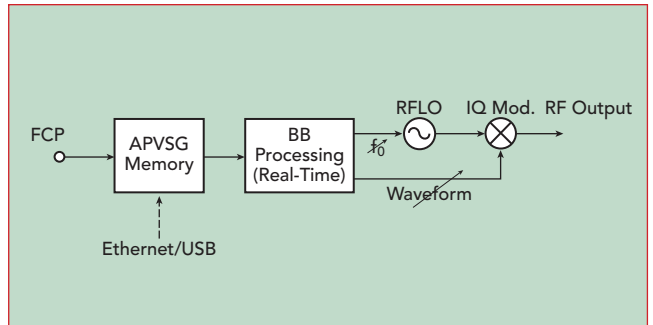 RFLO
IQ Mod.
RF Output
FCP
APVSG
Memory
BB
Processing
(Real-Time)
f0
Waveform
Ethernet/USB